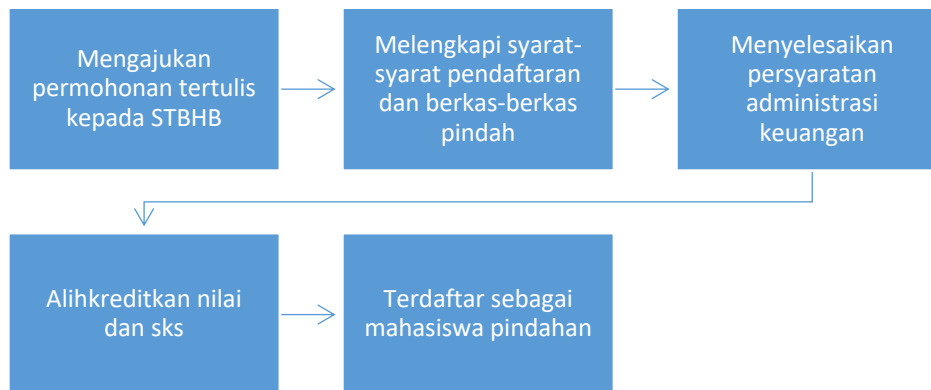 Mengajukan
permohonan tertulis
kepada STBHB
Melengkapi syarat-
syarat pendaftaran
dan berkas-berkas
pindah
Menyelesaikan
persyaratan
administrasi
keuangan
Alihkreditkan nilai
dan sks
Terdaftar sebagai
mahasiswa pindahan